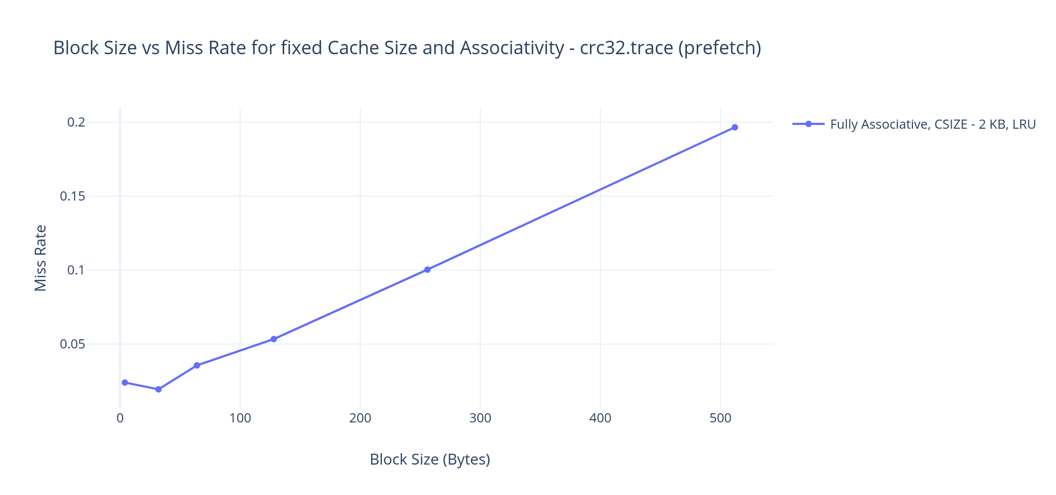 Block Size vs Miss Rate for fixed Cache Size and Associativity - crc32.trace (prefetch)
Fully Associative, CSIZE - 2 KB, LRU
0.2
0.15
0.1
0.05
Miss Rate
0 100 200 300 400 500
Block Size (Bytes)